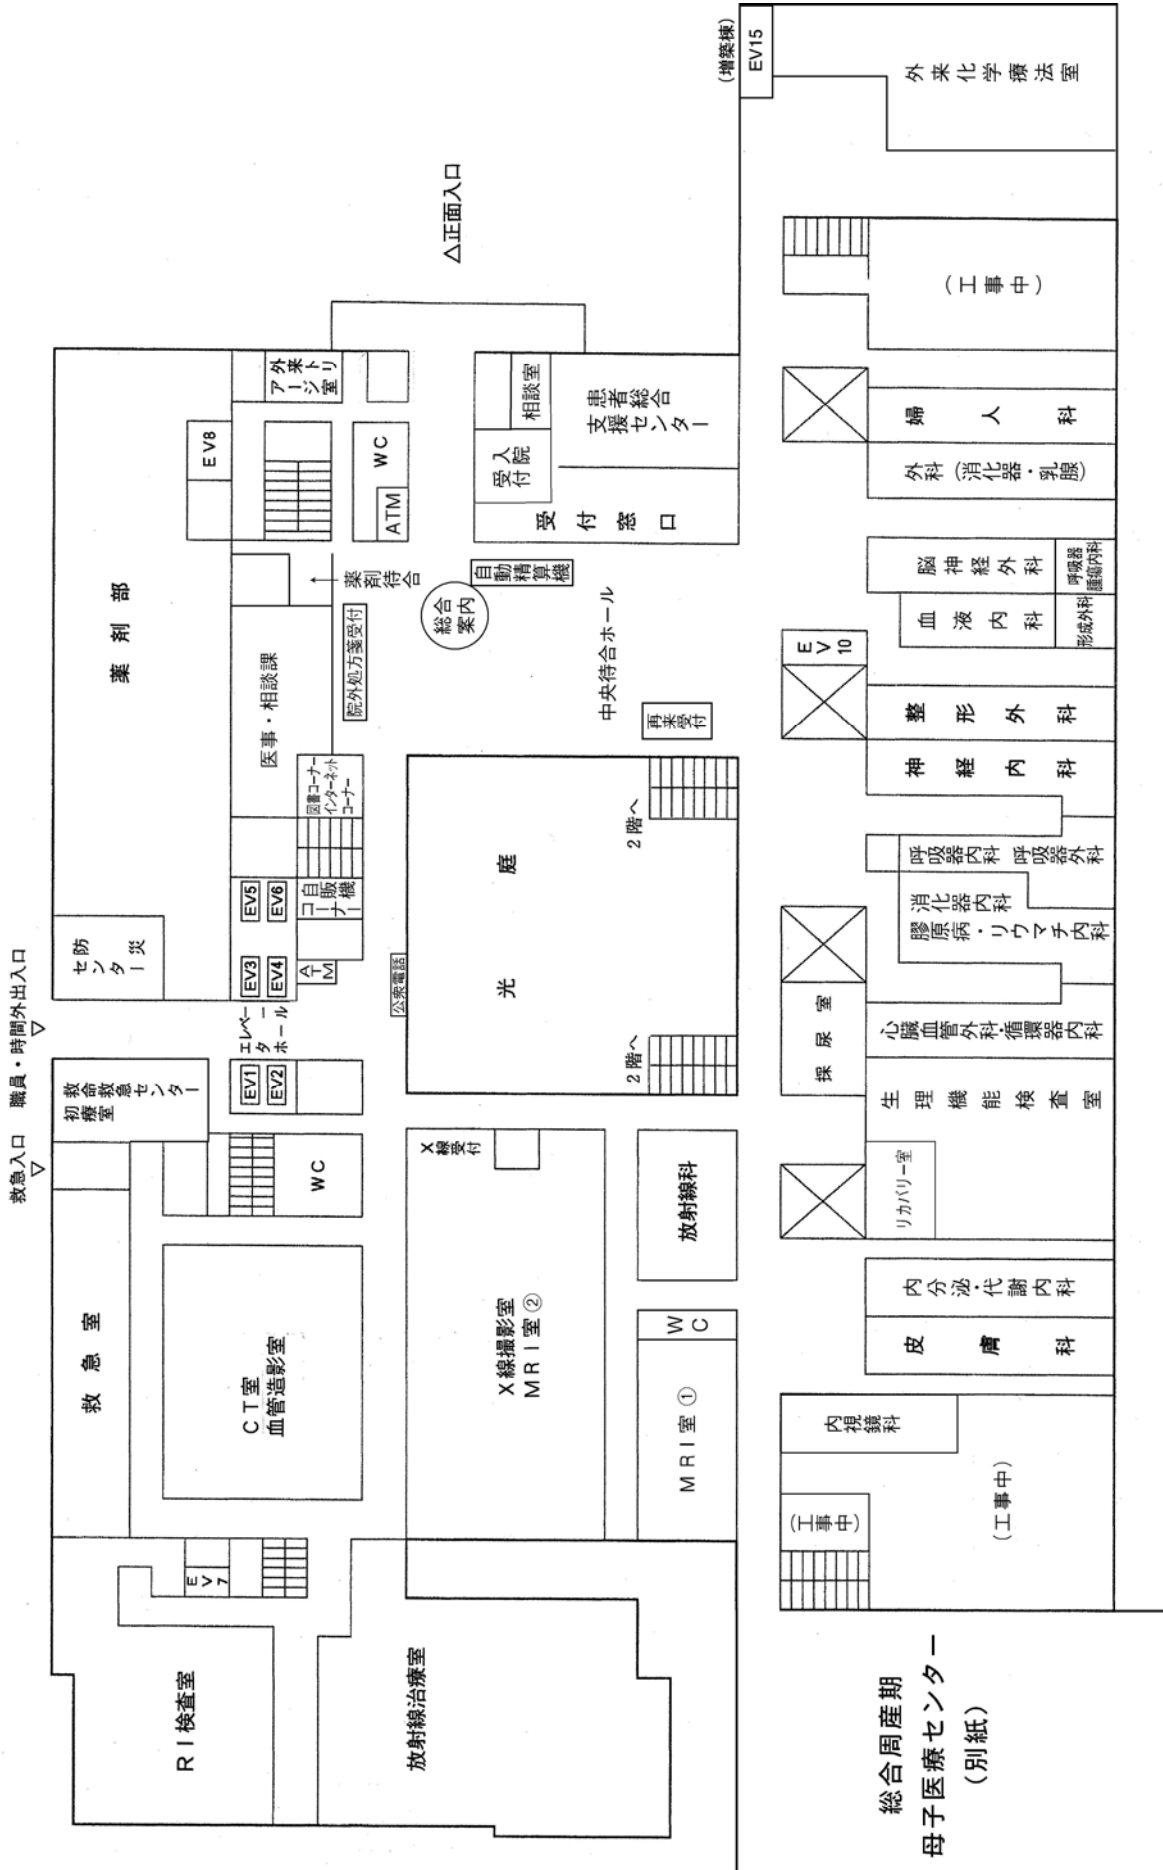 救急入口
▽
職員・時間外出入口
▽
RI検査室
EV
7
放射線治療室
救急室
CT室
血管造影室
救命救急センター
初療室
WC
EV1
EV2
エレベー
ター
ホール
防災
センター
EV3
EV4
EV5
EV6
ATM
自販機
コーナー
公衆電話
図書コーナー
インターネット
コーナー
医事・相談課
薬剤部
院外処方箋受付
↑
薬剤
待合
EV8
外来トリ
アージ室
WC
ATM
△正面入口
総合
案内
自動
精算機
入院
受付
相談室
患者総合
支援センター
受付窓口
中央待合ホール
再来
受付
光庭
2階へ
2階へ
X線
受付
X線撮影室
MRI室②
放射線科
WC
MRI室①
(増築棟)
EV15
外来化学療法室
(工事中)
婦人科
外科(消化器・乳腺)
脳神経外科
呼吸器
腫瘍内科
血液内科
形成外科
EV
10
整形外科
神経内科
呼吸器内科 呼吸器外科
消化器内科
膠原病・リウマチ内科
採尿室
心臓血管外科・循環器内科
生理機能検査室
リカバリー室
内分泌・代謝内科
皮膚科
内視
鏡科
(工事中)
(工事中)
総合周産期
母子医療センター
(別紙)